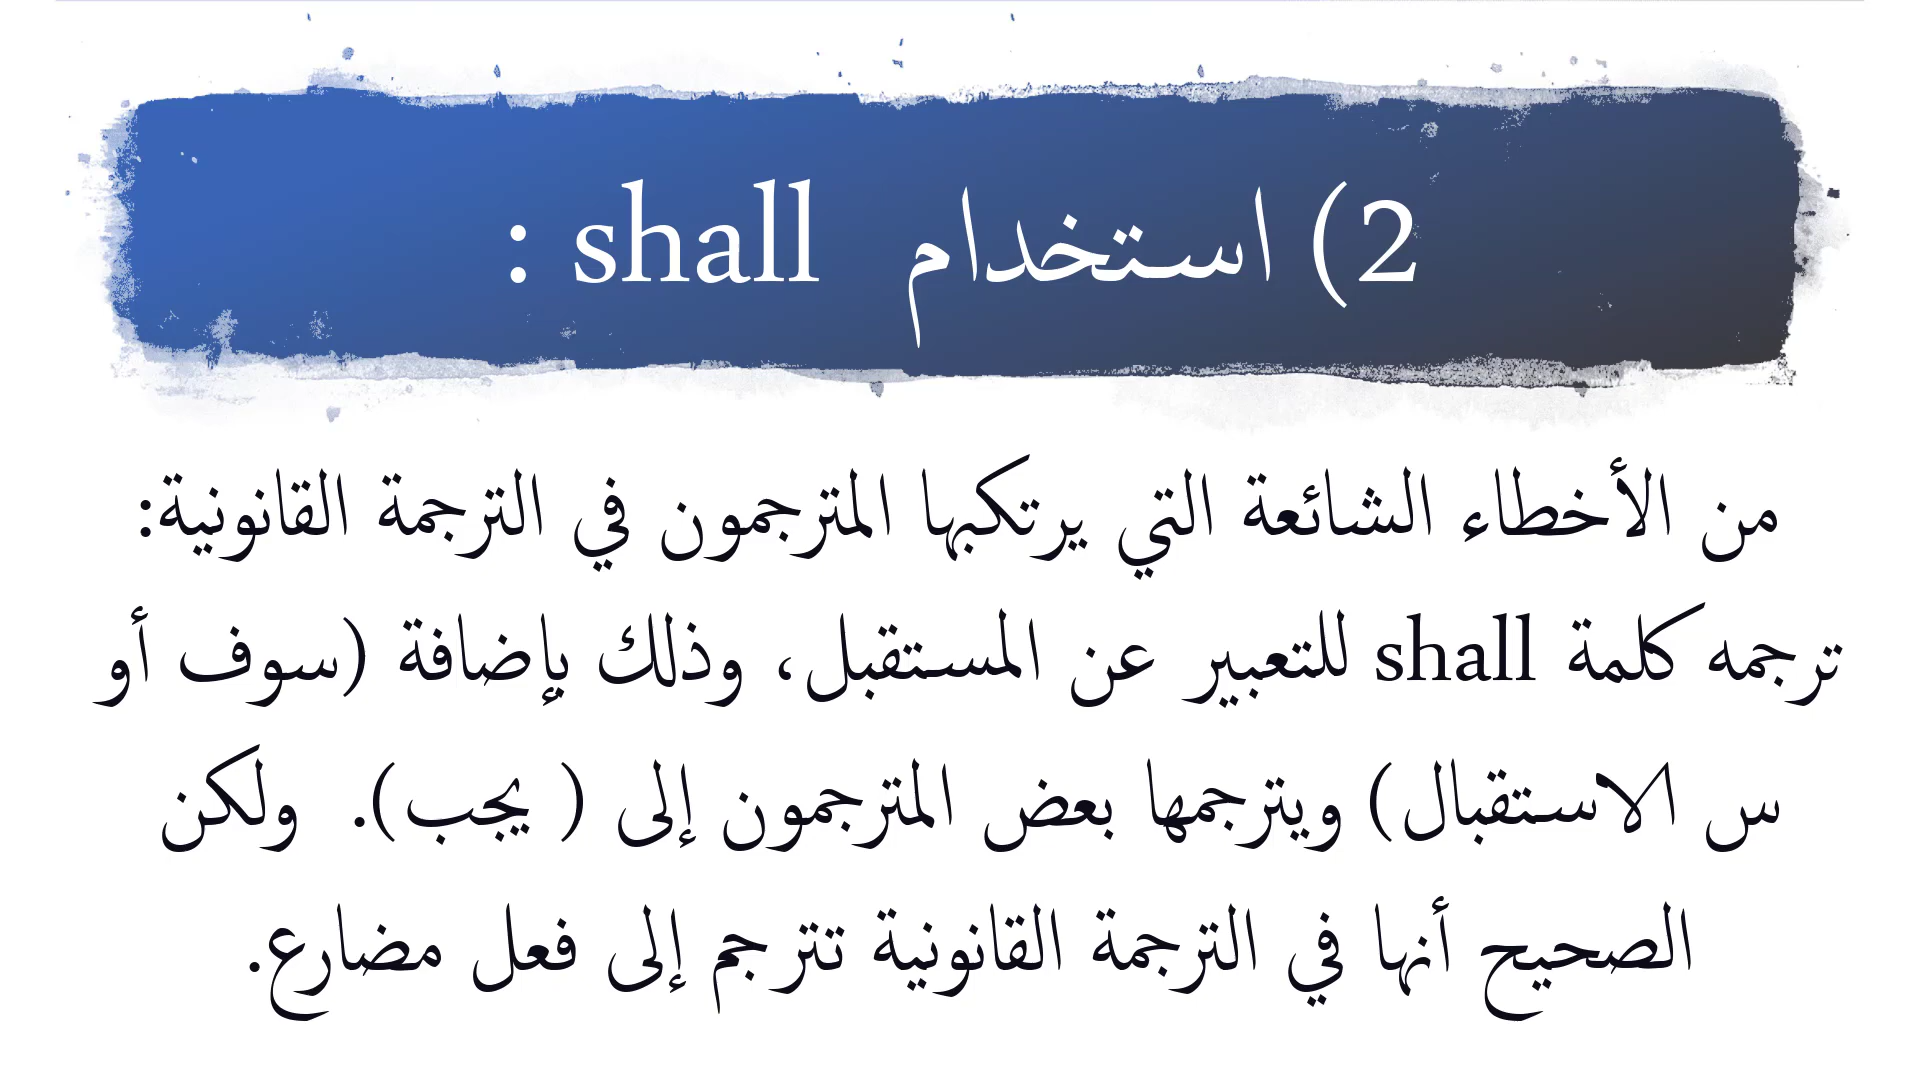 2) استخدام shall :
من الأخطاء الشائعة التي يرتكبها المترجمون في الترجمة القانونية:
ترجمه كلمة shall للتعبير عن المستقبل، وذلك بإضافة (سوف أو
س الاستقبال) ويترجمها بعض المترجمون إلى ( يجب). ولكن
الصحيح أنها في الترجمة القانونية تترجم إلى فعل مضارع.